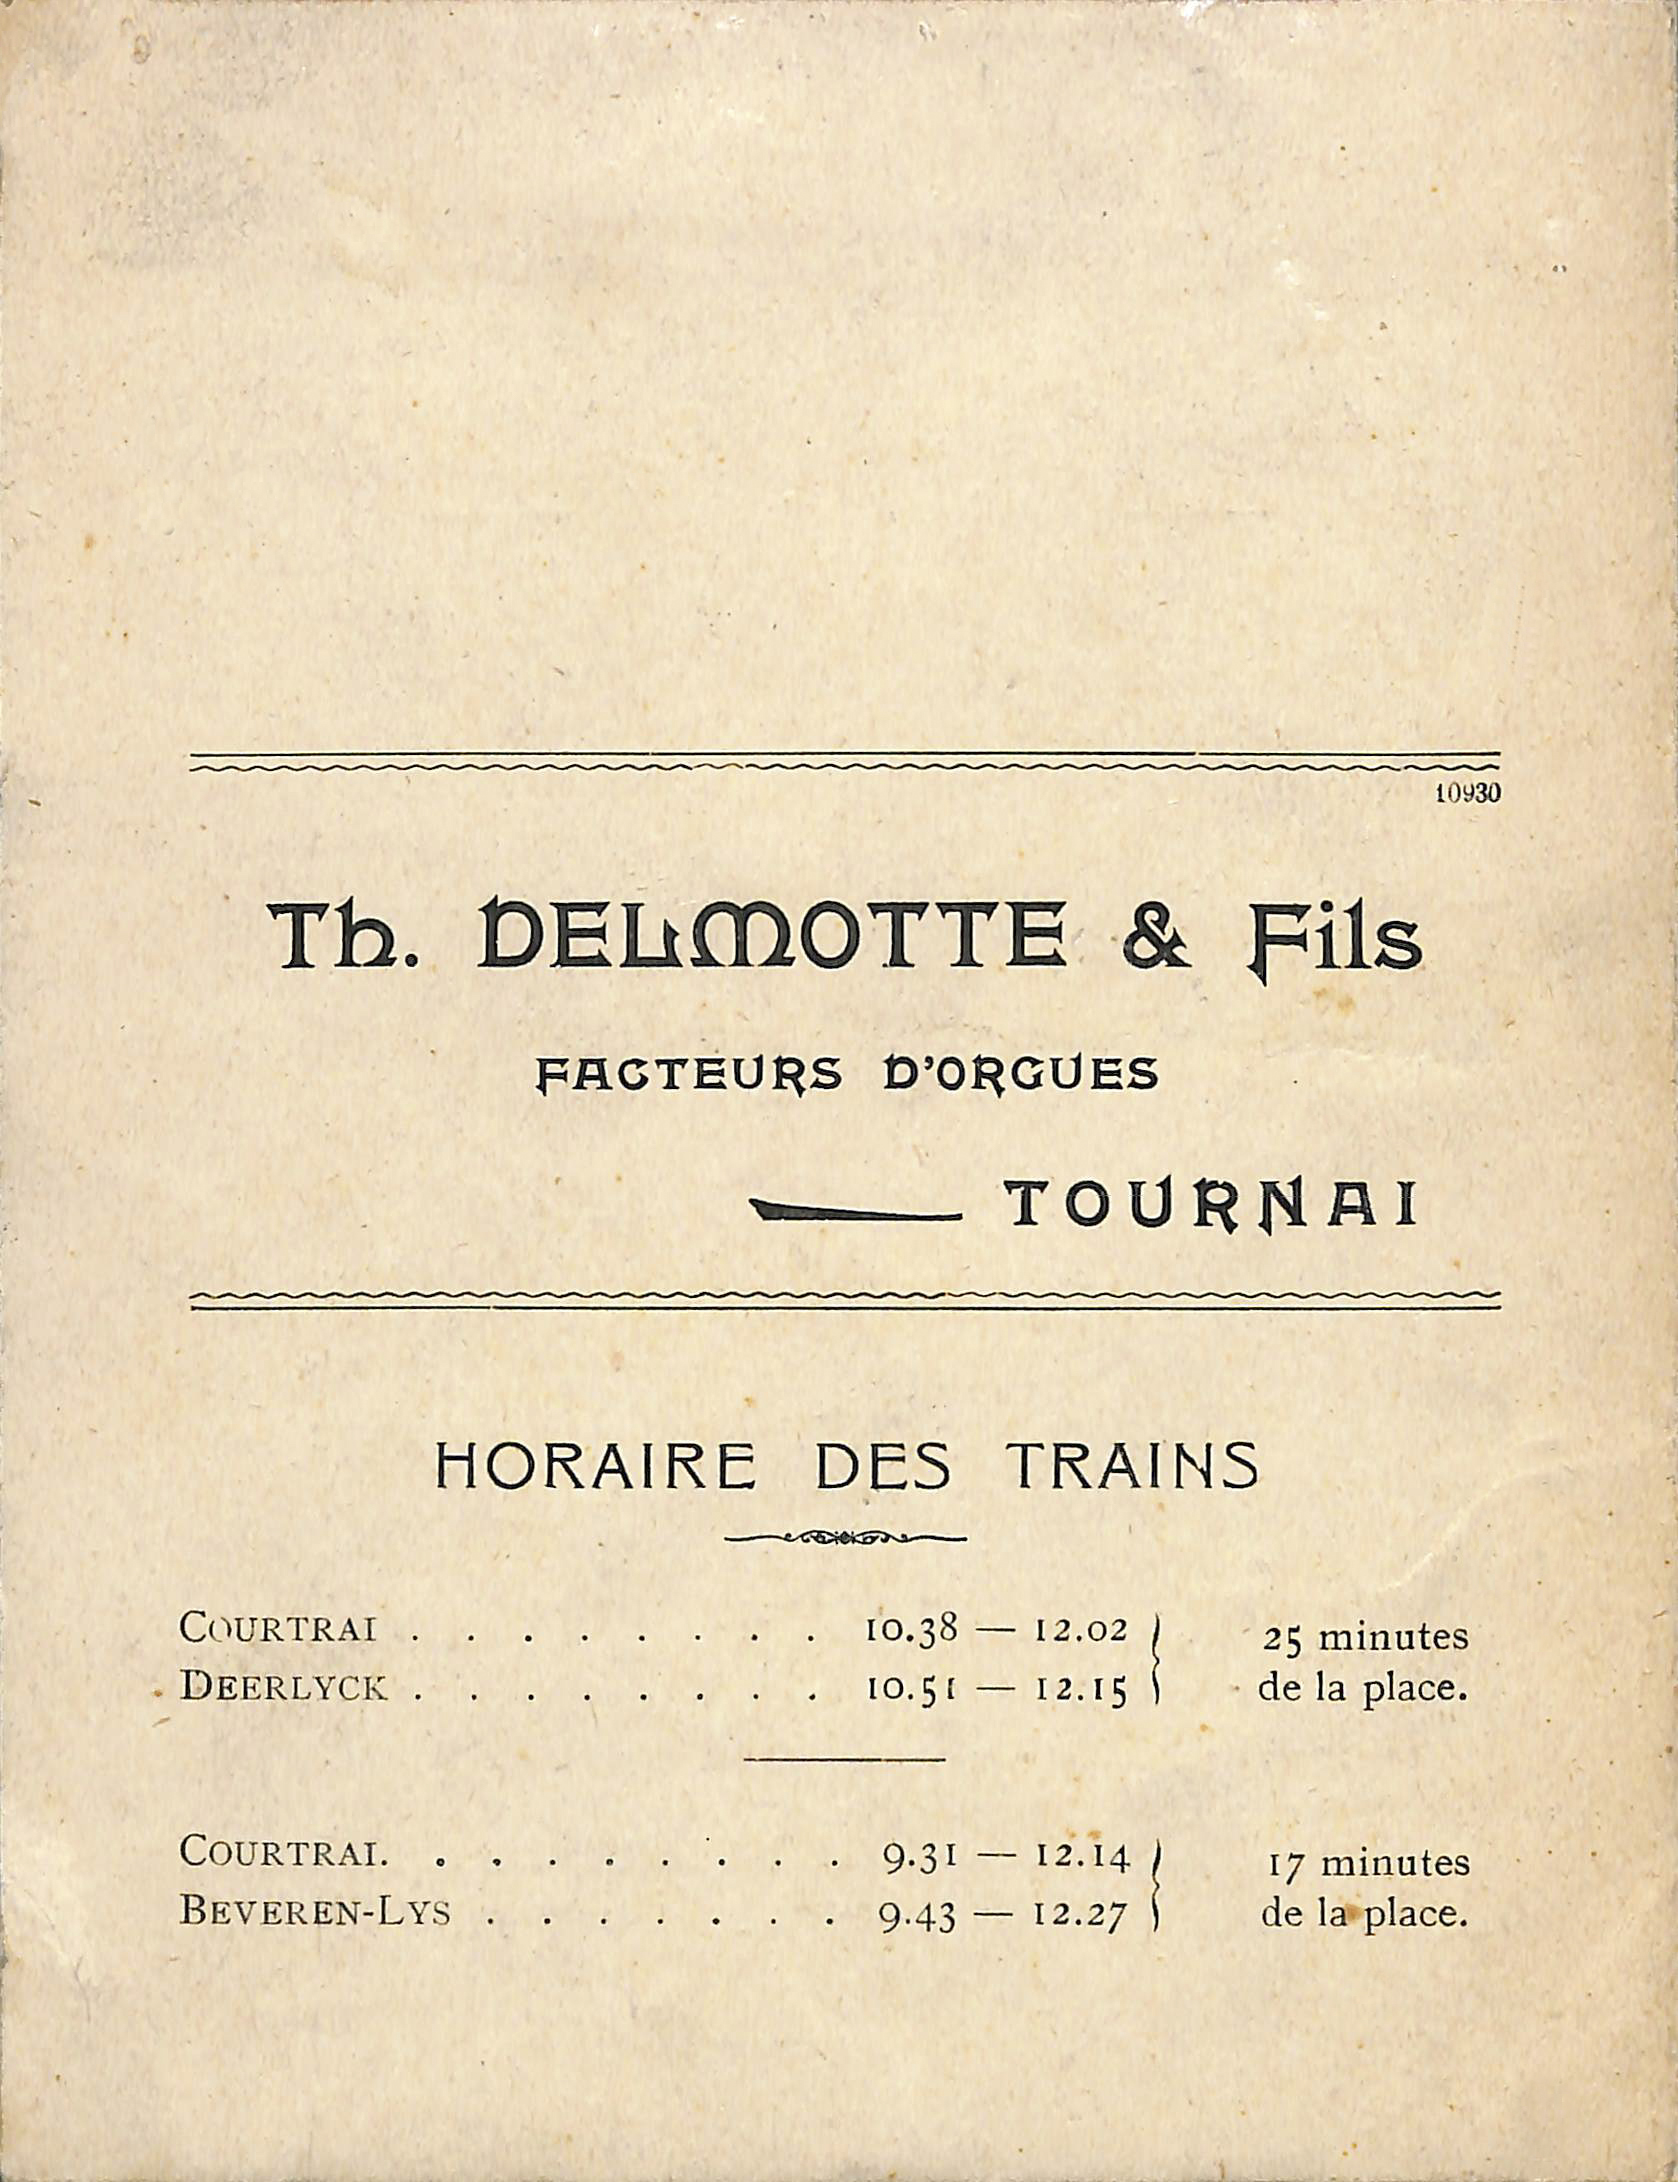 10930
Th. DELMOTTE & Fils
FACTEURS D'ORGUES
TOURNAI
HORAIRE DES TRAINS
COURTRAI . . . . . . . . 10.38 — 12.02 } 25 minutes
DEERLYCK . . . . . . . . 10.51 — 12.15 } de la place.
COURTRAI. . . . . . . . . 9.31 — 12.14 } 17 minutes
BEVEREN-LYS . . . . . . . 9.43 — 12.27 } de la place.